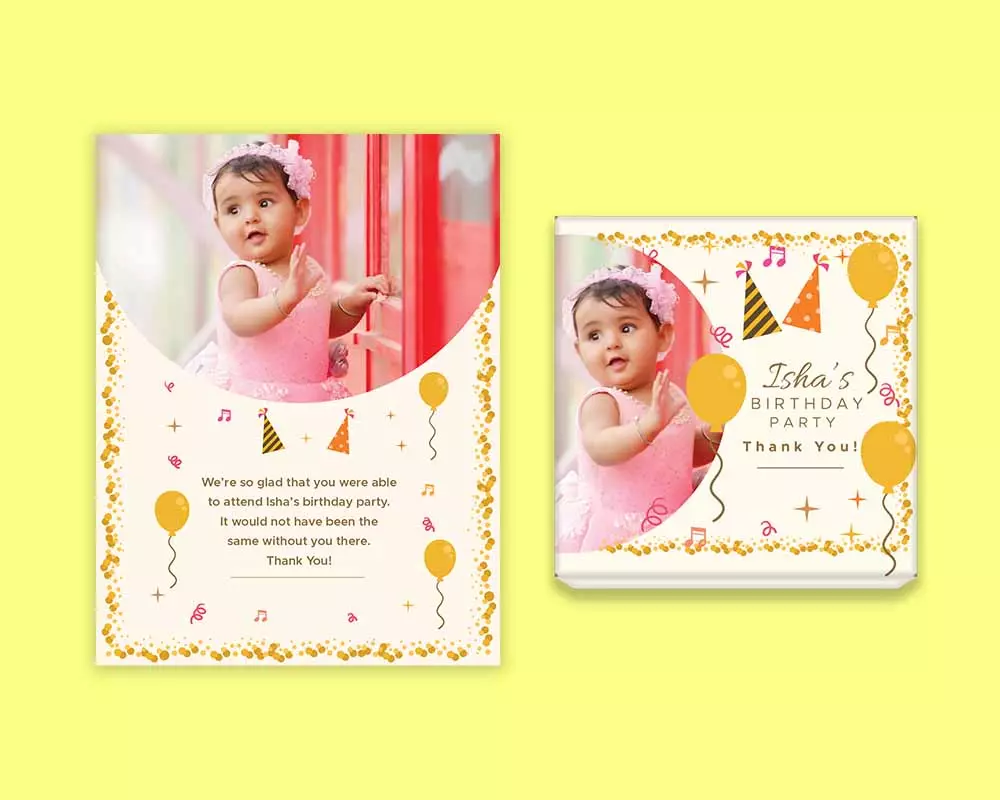 We're so glad that you were able
to attend Isha's birthday party.
It would not have been the
same without you there.
Thank You!
Isha's
BIRTHDAY
PARTY
Thank You!